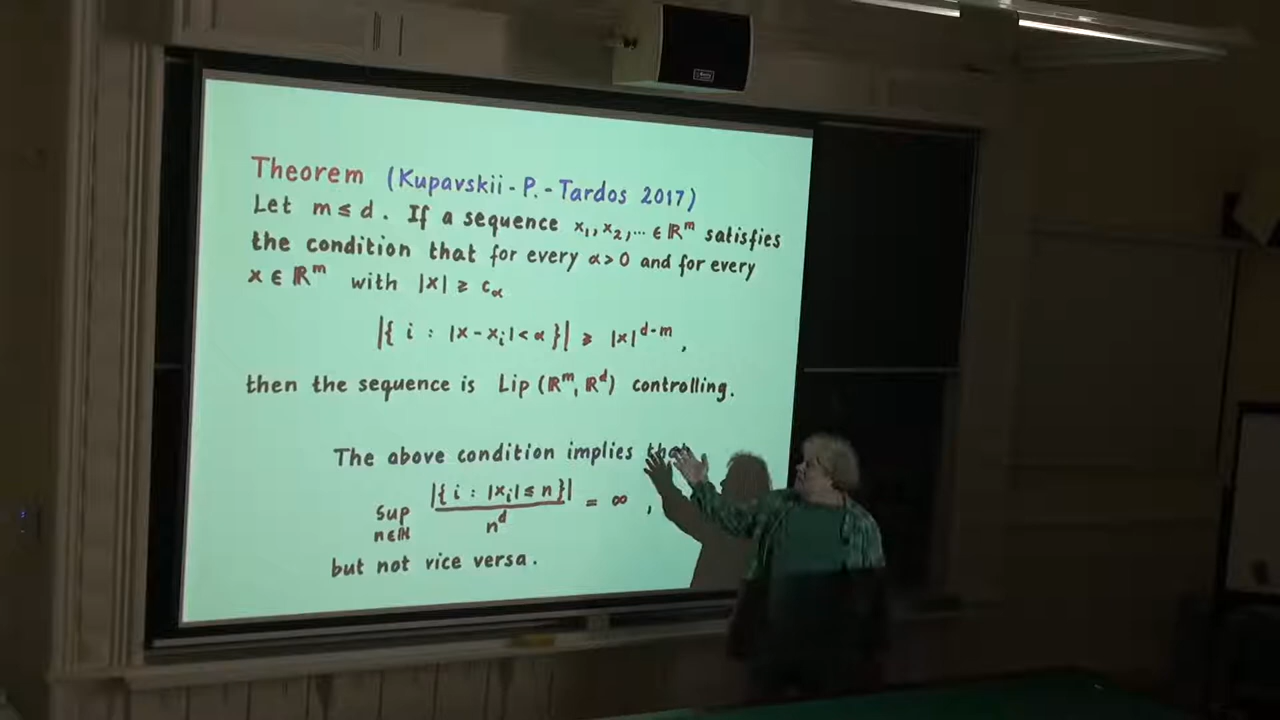 Theorem (Kupavskii - P. - Tardos 2017)
Let m ≤ d. If a sequence x₁, x₂, ... ∈ ℝᵐ satisfies
the condition that for every α > 0 and for every
x ∈ ℝᵐ with |x| ≥ c_α
|{ i : |x - xᵢ| < α }| ≥ |x|^{d-m},
then the sequence is Lip (ℝᵐ, ℝᵈ) controlling.
The above condition implies that
sup_{n∈ℕ} |{ i : |xᵢ| ≤ n }| / nᵈ = ∞,
but not vice versa.